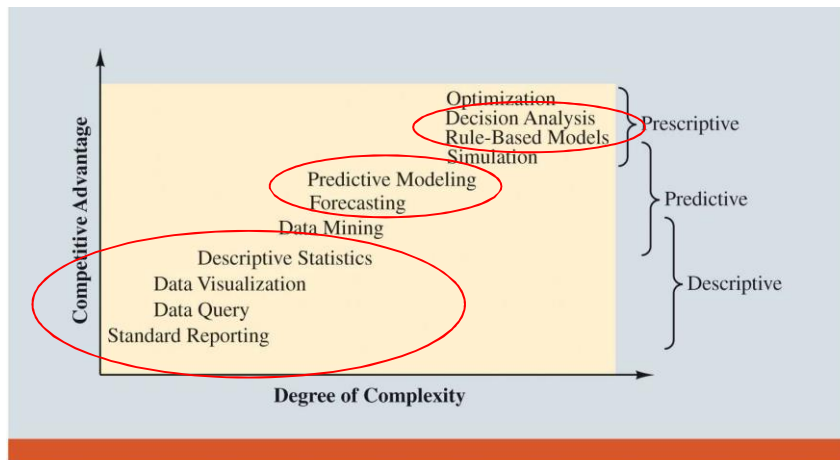 Competitive Advantage
Optimization
Decision Analysis
Rule-Based Models
Simulation
Prescriptive
Predictive Modeling
Forecasting
Predictive
Data Mining
Descriptive Statistics
Data Visualization
Descriptive
Data Query
Standard Reporting
Degree of Complexity